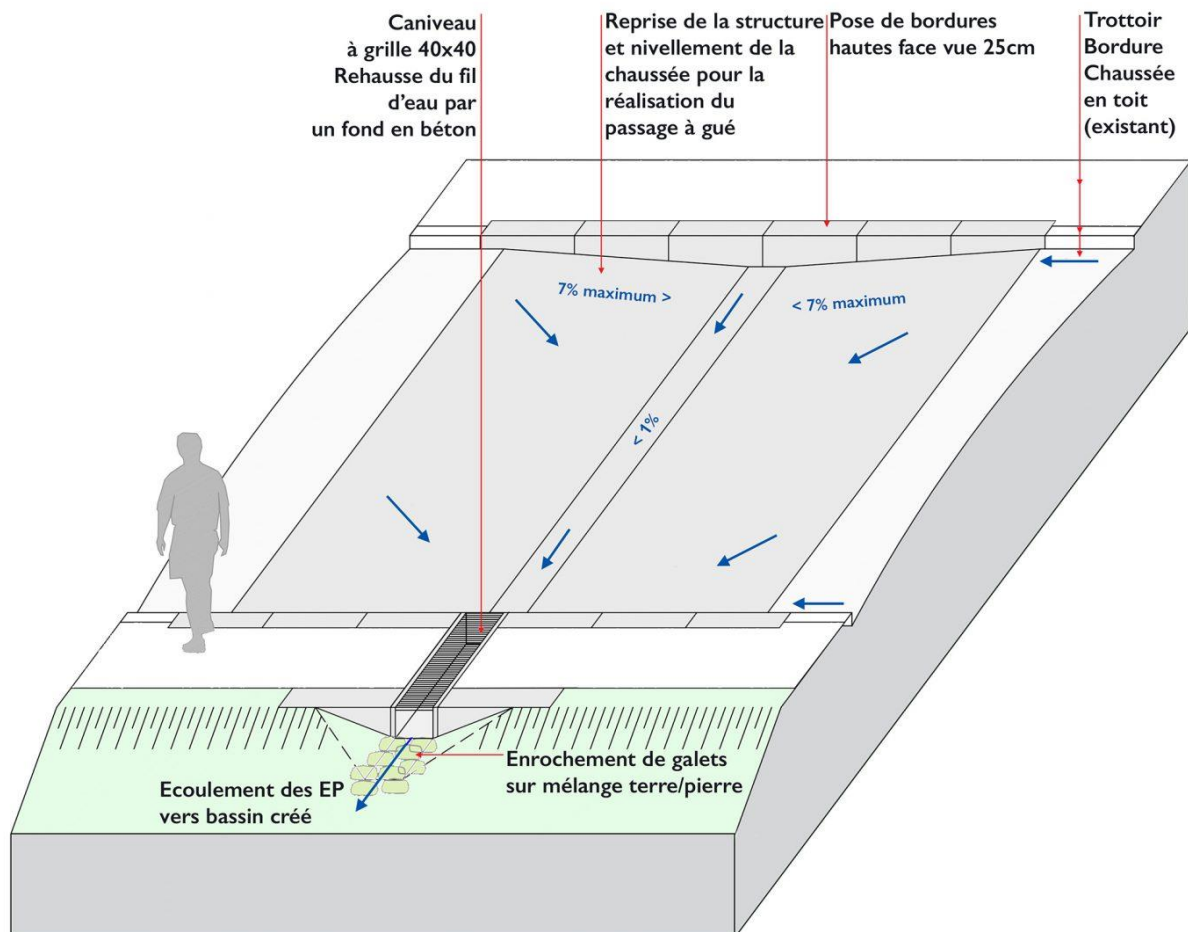 Caniveau
à grille 40x40
Rehausse du fil
d'eau par
un fond en béton
Reprise de la structure
et nivellement de la
chaussée pour la
réalisation du
passage à gué
Pose de bordures
hautes face vue 25cm
Trottoir
Bordure
Chaussée
en toit
(existant)
7% maximum >
< 7% maximum
< 1%
Enrochement de galets
sur mélange terre/pierre
Ecoulement des EP
vers bassin créé